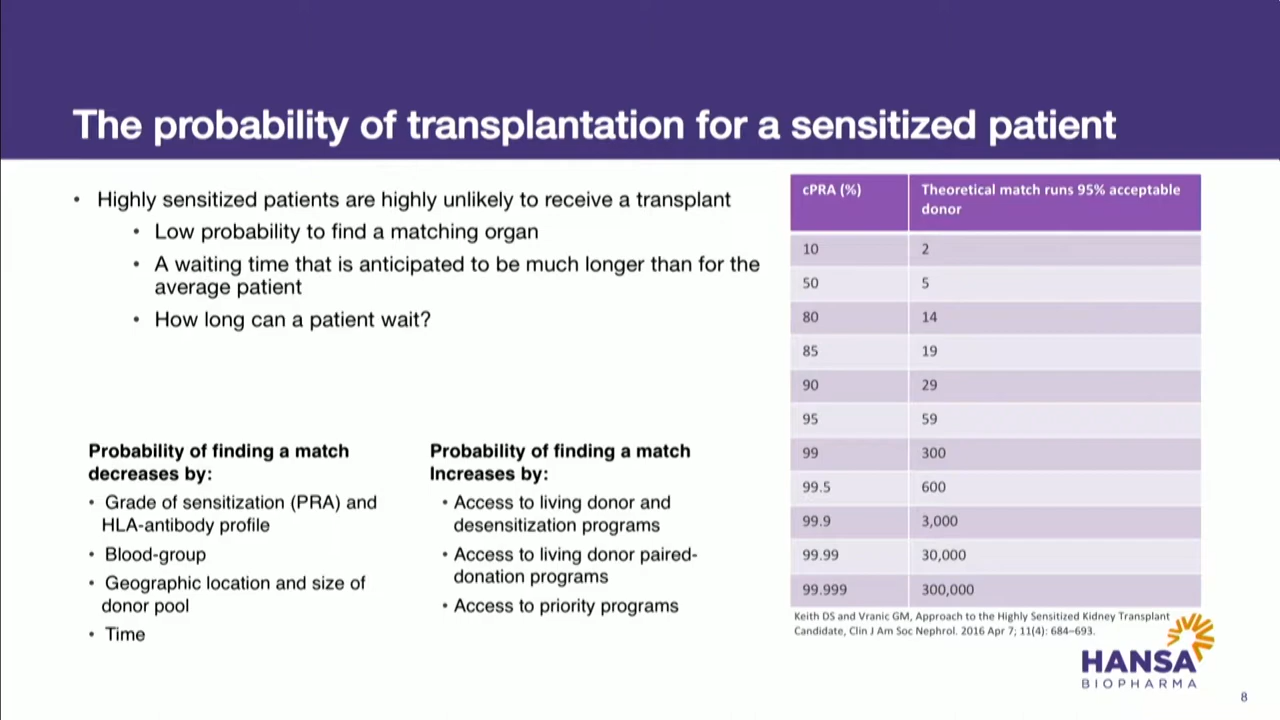 The probability of transplantation for a sensitized patient
• Highly sensitized patients are highly unlikely to receive a transplant
• Low probability to find a matching organ
• A waiting time that is anticipated to be much longer than for the
average patient
• How long can a patient wait?
Probability of finding a match
decreases by:
• Grade of sensitization (PRA) and
HLA-antibody profile
• Blood-group
• Geographic location and size of
donor pool
• Time
Probability of finding a match
Increases by:
• Access to living donor and
desensitization programs
• Access to living donor paired-
donation programs
• Access to priority programs
cPRA (%) Theoretical match runs 95% acceptable
donor
10 2
50 5
80 14
85 19
90 29
95 59
99 300
99.5 600
99.9 3,000
99.99 30,000
99.999 300,000
Keith DS and Vranic GM, Approach to the Highly Sensitized Kidney Transplant
Candidate, Clin J Am Soc Nephrol. 2016 Apr 7; 11(4): 684–693.
HANSA
BIOPHARMA
8